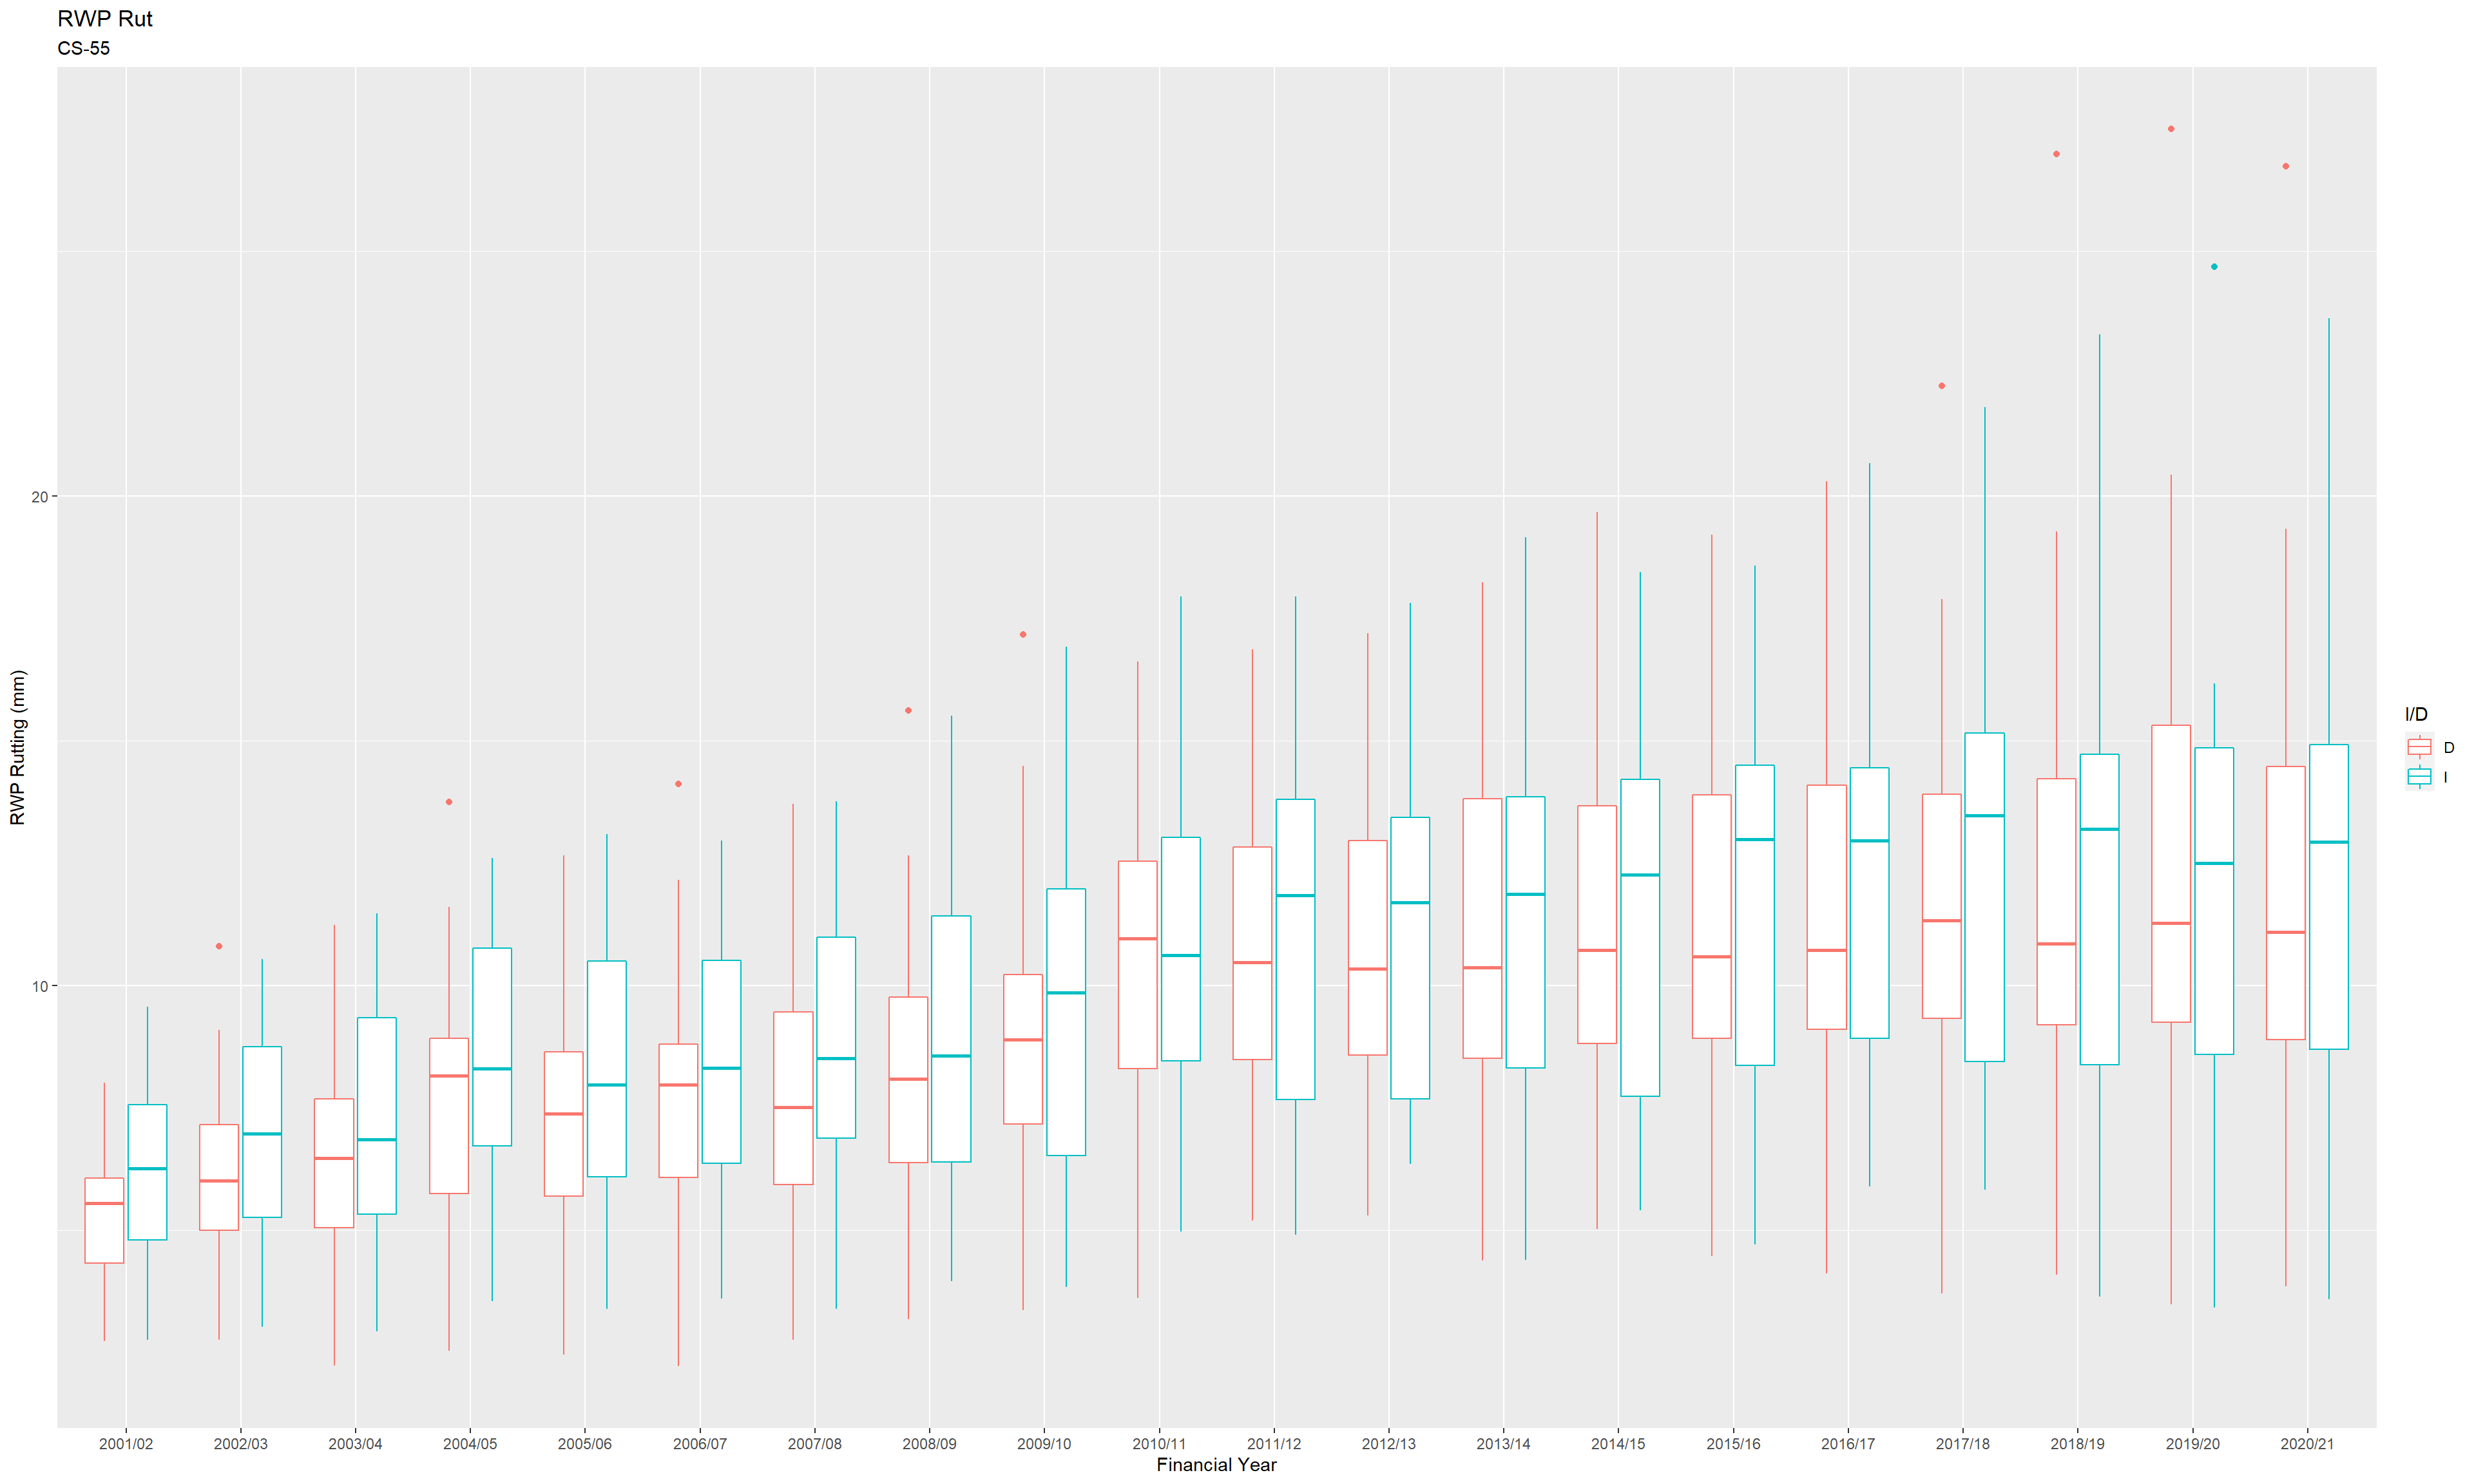 RWP Rut
CS-55
RWP Rutting (mm)
20
10
2001/02 2002/03 2003/04 2004/05 2005/06 2006/07 2007/08 2008/09 2009/10 2010/11 2011/12 2012/13 2013/14 2014/15 2015/16 2016/17 2017/18 2018/19 2019/20 2020/21
Financial Year
I/D
D
I